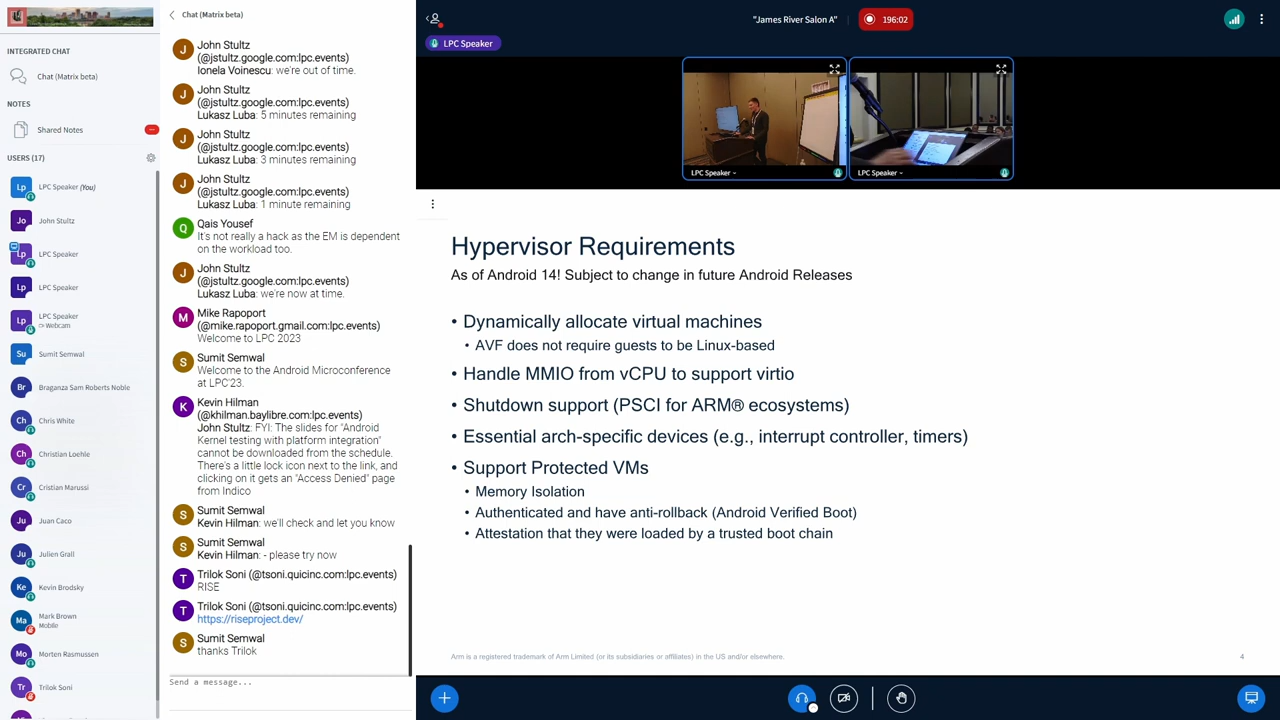 INTEGRATED CHAT
Chat (Matrix beta)
NOTES
Shared Notes
USERS (17)
Lp
LPC Speaker (You)
Jo
John Stultz
Lp
LPC Speaker
Lp
LPC Speaker
Lp
LPC Speaker
Webcam
Su
Sumit Semwal
Br
Braganza Sam Roberts Noble
Ch
Chris White
Ch
Christian Loehle
Cr
Cristian Marussi
Ju
Juan Caco
Ju
Julien Grall
Ke
Kevin Brodsky
Ma
Mark Brown
Mobile
Mo
Morten Rasmussen
Tr
Trilok Soni
Chat (Matrix beta)
J
John Stultz
(@jstultz.google.com:lpc.events)
Ionela Voinescu: we're out of time.
J
John Stultz
(@jstultz.google.com:lpc.events)
Lukasz Luba: 5 minutes remaining
J
John Stultz
(@jstultz.google.com:lpc.events)
Lukasz Luba: 3 minutes remaining
J
John Stultz
(@jstultz.google.com:lpc.events)
Lukasz Luba: 1 minute remaining
Q
Qais Yousef
It's not really a hack as the EM is dependent
on the workload too.
J
John Stultz
(@jstultz.google.com:lpc.events)
Lukasz Luba: we're now at time.
M
Mike Rapoport
(@mike.rapoport.gmail.com:lpc.events)
Welcome to LPC 2023
S
Sumit Semwal
Welcome to the Android Microconference
at LPC'23.
K
Kevin Hilman
(@khilman.baylibre.com:lpc.events)
John Stultz: FYI: The slides for "Android
Kernel testing with platform integration"
cannot be downloaded from the schedule.
There's a little lock icon next to the link, and
clicking on it gets an "Access Denied" page
from Indico
S
Sumit Semwal
Kevin Hilman: we'll check and let you know
S
Sumit Semwal
Kevin Hilman: - please try now
T
Trilok Soni (@tsoni.quicinc.com:lpc.events)
RISE
T
Trilok Soni (@tsoni.quicinc.com:lpc.events)
https://riseproject.dev/
S
Sumit Semwal
thanks Trilok
Send a message...
"James River Salon A"
196:02
LPC Speaker
LPC Speaker
LPC Speaker
Hypervisor Requirements
As of Android 14! Subject to change in future Android Releases
• Dynamically allocate virtual machines
• AVF does not require guests to be Linux-based
• Handle MMIO from vCPU to support virtio
• Shutdown support (PSCI for ARM® ecosystems)
• Essential arch-specific devices (e.g., interrupt controller, timers)
• Support Protected VMs
• Memory Isolation
• Authenticated and have anti-rollback (Android Verified Boot)
• Attestation that they were loaded by a trusted boot chain
Arm is a registered trademark of Arm Limited (or its subsidiaries or affiliates) in the US and/or elsewhere.
4